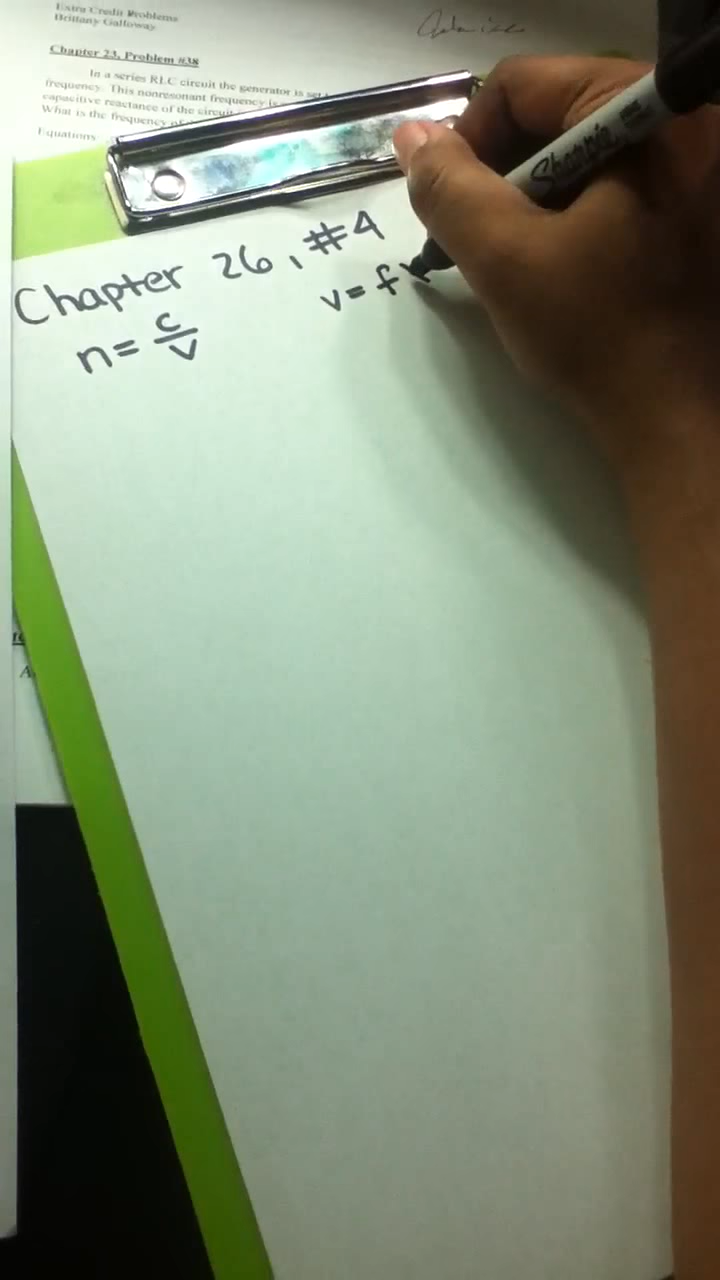 Extra Credit Problems
Brittany Galloway
Chapter 23, Problem #38
In a series RLC circuit the generator is set
frequency. This nonresonant frequency is
capacitive reactance of the circuit
What is the frequency
Equations
Sharpie
Chapter 26, #4
n = c/v
v = f